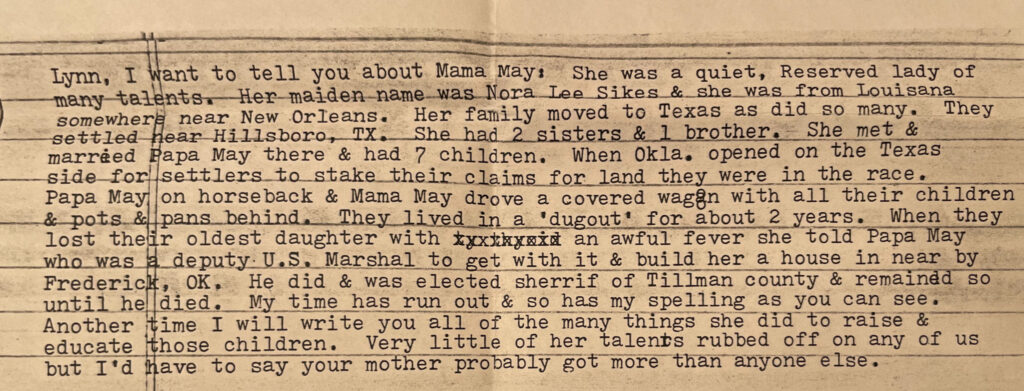 Lynn, I want to tell you about Mama May: She was a quiet, Reserved lady of
many talents. Her maiden name was Nora Lee Sikes & she was from Louisana
somewhere near New Orleans. Her family moved to Texas as did so many. They
settled near Hillsboro, TX. She had 2 sisters & 1 brother. She met &
married Papa May there & had 7 children. When Okla. opened on the Texas
side for settlers to stake their claims for land they were in the race.
Papa May on horseback & Mama May drove a covered wagon with all their children
& pots & pans behind. They lived in a 'dugout' for about 2 years. When they
lost their oldest daughter with an awful fever she told Papa May
who was a deputy U.S. Marshal to get with it & build her a house in near by
Frederick, OK. He did & was elected sherrif of Tillman county & remained so
until he died. My time has run out & so has my spelling as you can see.
Another time I will write you all of the many things she did to raise &
educate those children. Very little of her talents rubbed off on any of us
but I'd have to say your mother probably got more than anyone else.